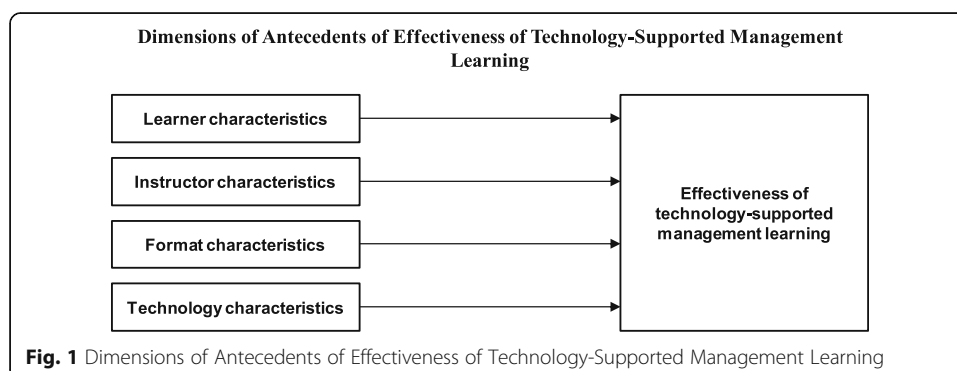 Dimensions of Antecedents of Effectiveness of Technology-Supported Management
Learning
Learner characteristics
Instructor characteristics
Format characteristics
Technology characteristics
Effectiveness of
technology-supported
management learning
Fig. 1 Dimensions of Antecedents of Effectiveness of Technology-Supported Management Learning